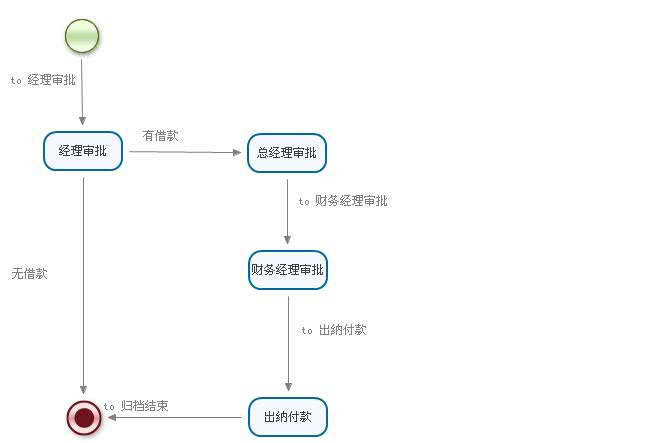 to 经理审批
有借款
经理审批
总经理审批
to 财务经理审批
无借款
财务经理审批
to 出纳付款
to 归档结束
出纳付款